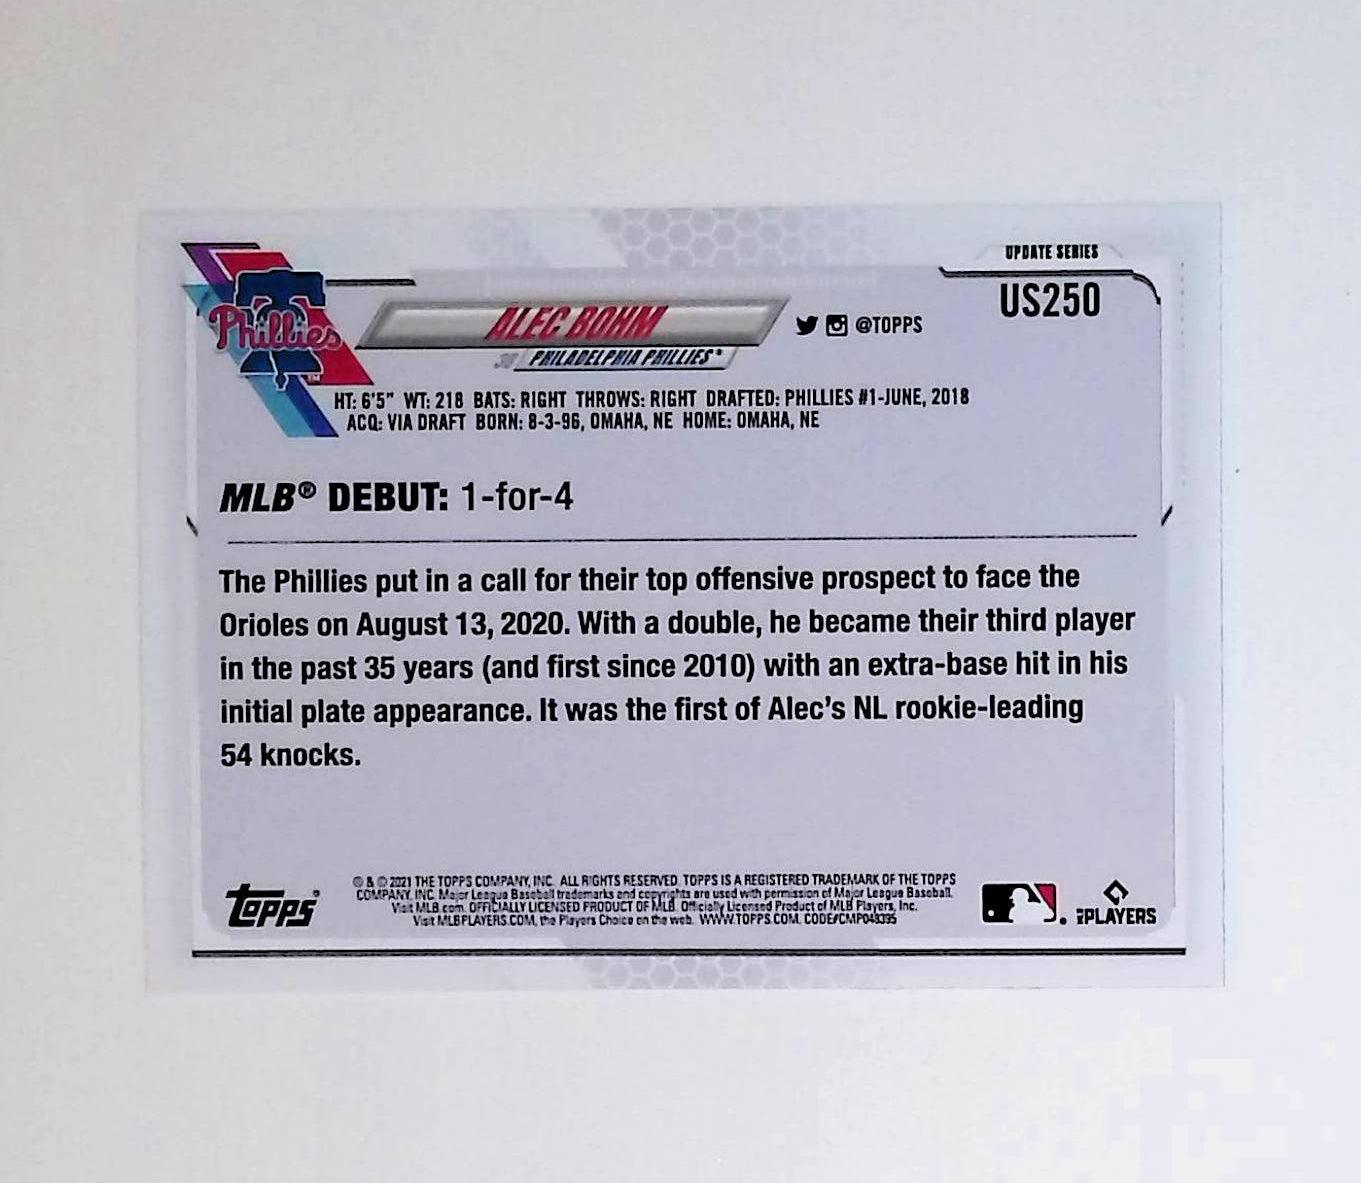 UPDATE SERIES
US250
Phillies
TM
ALEC BOHM
@TOPPS
PHILADELPHIA PHILLIES®
HT: 6'5" WT: 218 BATS: RIGHT THROWS: RIGHT DRAFTED: PHILLIES #1-JUNE, 2018
ACQ: VIA DRAFT BORN: 8-3-96, OMAHA, NE HOME: OMAHA, NE
MLB® DEBUT: 1-for-4
The Phillies put in a call for their top offensive prospect to face the
Orioles on August 13, 2020. With a double, he became their third player
in the past 35 years (and first since 2010) with an extra-base hit in his
initial plate appearance. It was the first of Alec's NL rookie-leading
54 knocks.
® & © 2021 THE TOPPS COMPANY, INC. ALL RIGHTS RESERVED. TOPPS IS A REGISTERED TRADEMARK OF THE TOPPS
COMPANY, INC. Major League Baseball trademarks and copyrights are used with permission of Major League Baseball.
Visit MLB.com. OFFICIALLY LICENSED PRODUCT OF MLB Officially Licensed Product of MLB Players, Inc.
Visit MLBPLAYERS.COM, the Players Choice on the web. WWW.TOPPS.COM. CODE#CMP048395
Topps®
PLAYERS